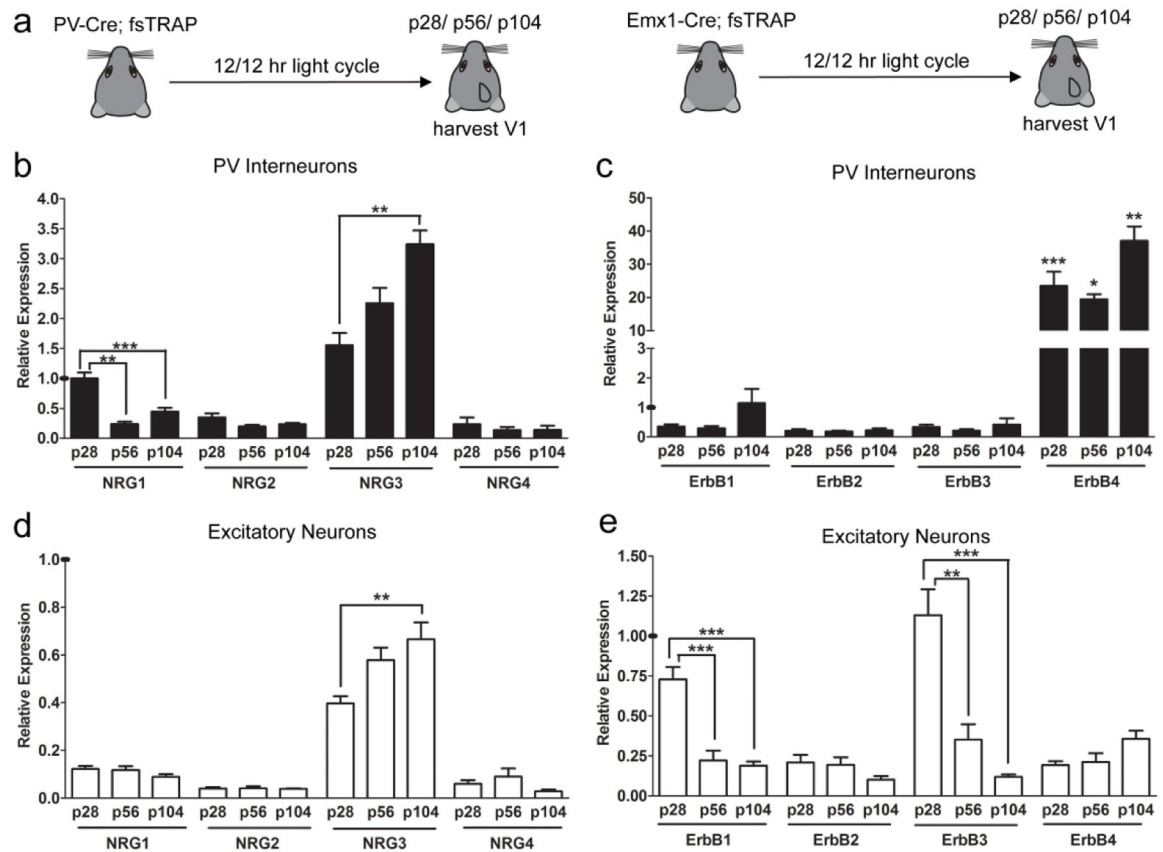 a
PV-Cre; fsTRAP
12/12 hr light cycle
p28/ p56/ p104
harvest V1
Emx1-Cre; fsTRAP
12/12 hr light cycle
p28/ p56/ p104
harvest V1
b
PV Interneurons
Relative Expression
4.0
3.5
3.0
2.5
2.0
1.5
1.0
0.5
0.0
***
**
**
p28 p56 p104 p28 p56 p104 p28 p56 p104 p28 p56 p104
NRG1 NRG2 NRG3 NRG4
c
PV Interneurons
Relative Expression
50
40
30
20
10
3
2
1
0
*** * **
p28 p56 p104 p28 p56 p104 p28 p56 p104 p28 p56 p104
ErbB1 ErbB2 ErbB3 ErbB4
d
Excitatory Neurons
Relative Expression
1.0
0.8
0.6
0.4
0.2
0.0
**
p28 p56 p104 p28 p56 p104 p28 p56 p104 p28 p56 p104
NRG1 NRG2 NRG3 NRG4
e
Excitatory Neurons
Relative Expression
1.50
1.25
1.00
0.75
0.50
0.25
0.00
***
***
***
**
p28 p56 p104 p28 p56 p104 p28 p56 p104 p28 p56 p104
ErbB1 ErbB2 ErbB3 ErbB4